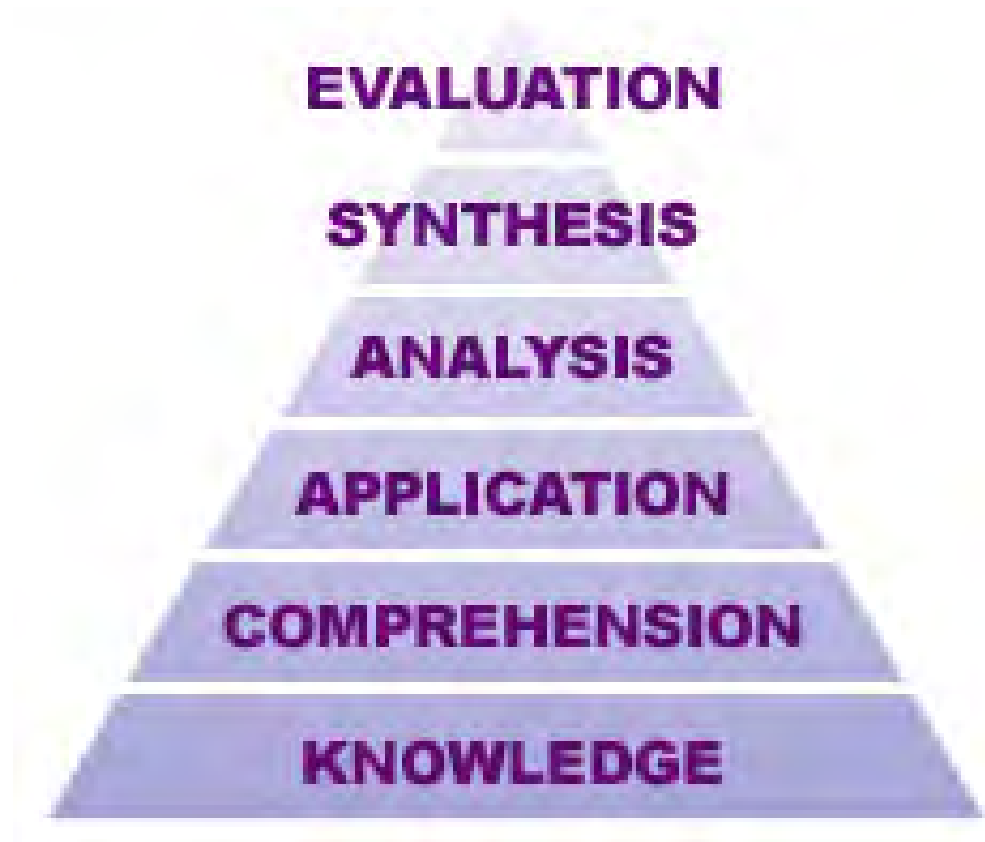 EVALUATION
SYNTHESIS
ANALYSIS
APPLICATION
COMPREHENSION
KNOWLEDGE